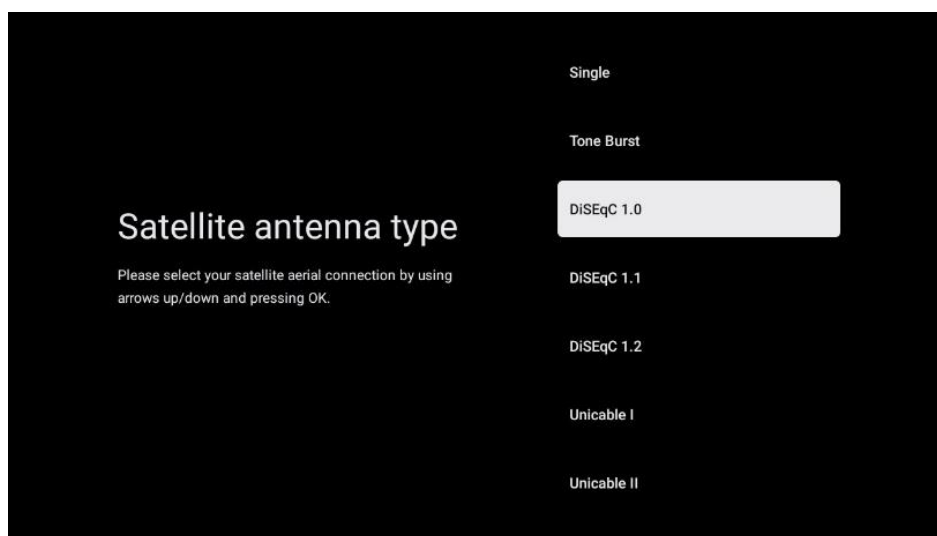 Satellite antenna type
Please select your satellite aerial connection by using
arrows up/down and pressing OK.
Single
Tone Burst
DiSEqC 1.0
DiSEqC 1.1
DiSEqC 1.2
Unicable I
Unicable II